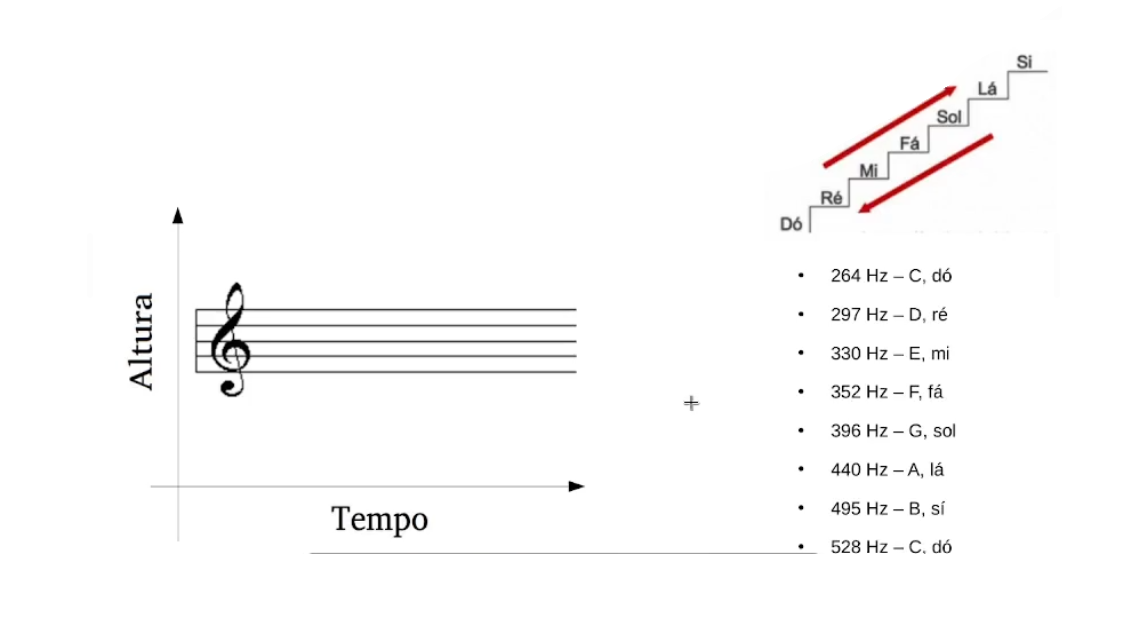 Si
Lá
Sol
Fá
Mi
Ré
Dó
Altura
Tempo
• 264 Hz – C, dó
• 297 Hz – D, ré
• 330 Hz – E, mi
• 352 Hz – F, fá
• 396 Hz – G, sol
• 440 Hz – A, lá
• 495 Hz – B, sí
• 528 Hz – C, dó